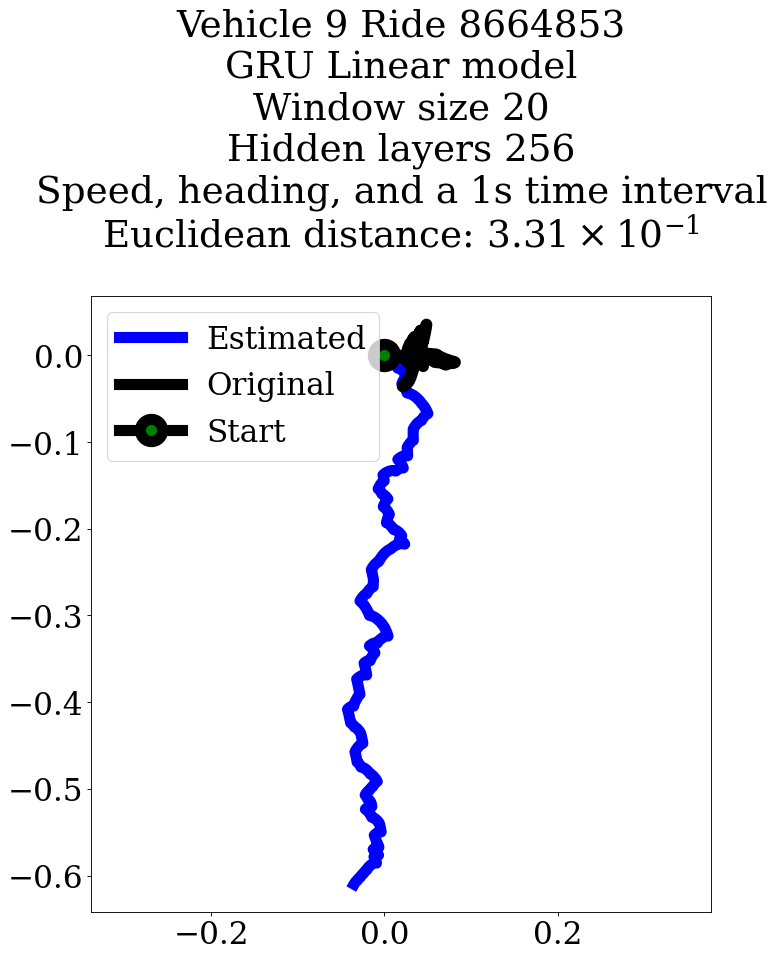 Vehicle 9 Ride 8664853
GRU Linear model
Window size 20
Hidden layers 256
Speed, heading, and a 1s time interval
Euclidean distance: 3.31 × 10⁻¹
Estimated
Original
Start
0.0
−0.1
−0.2
−0.3
−0.4
−0.5
−0.6
−0.2
0.0
0.2